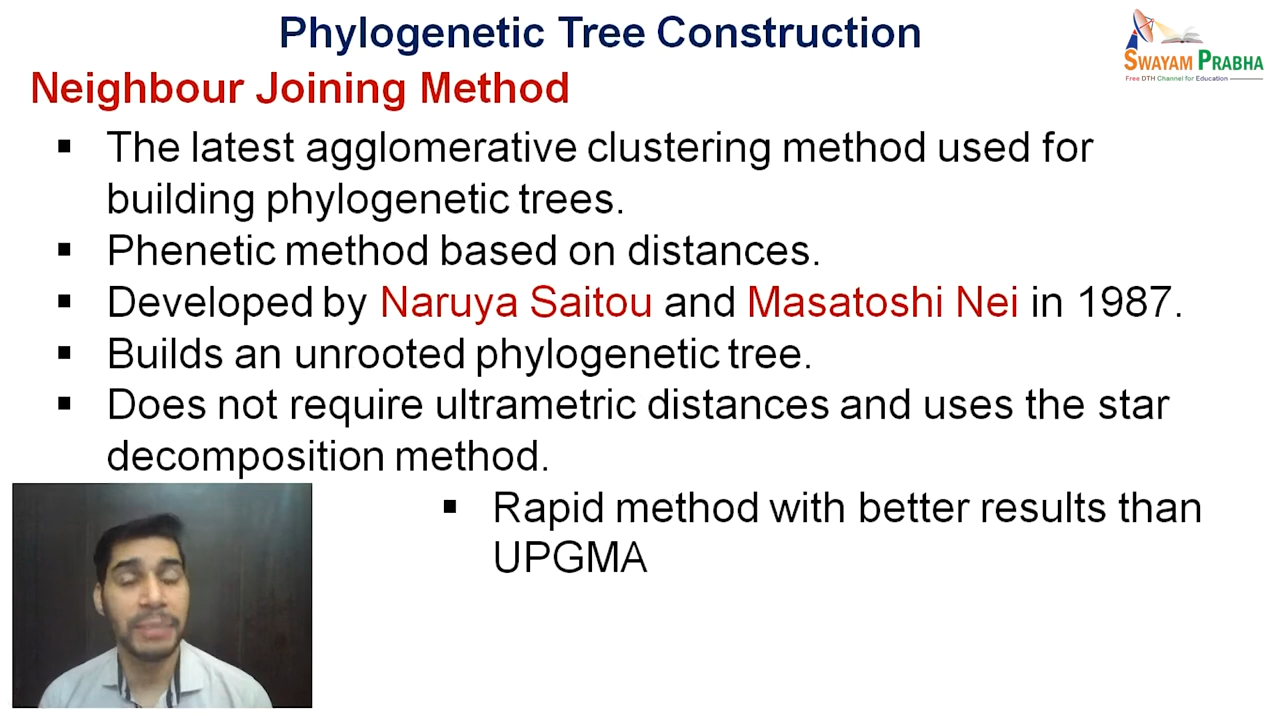 Phylogenetic Tree Construction
SWAYAM PRABHA
Free DTH Channel for Education
Neighbour Joining Method
▪ The latest agglomerative clustering method used for
building phylogenetic trees.
▪ Phenetic method based on distances.
▪ Developed by Naruya Saitou and Masatoshi Nei in 1987.
▪ Builds an unrooted phylogenetic tree.
▪ Does not require ultrametric distances and uses the star
decomposition method.
▪ Rapid method with better results than
UPGMA